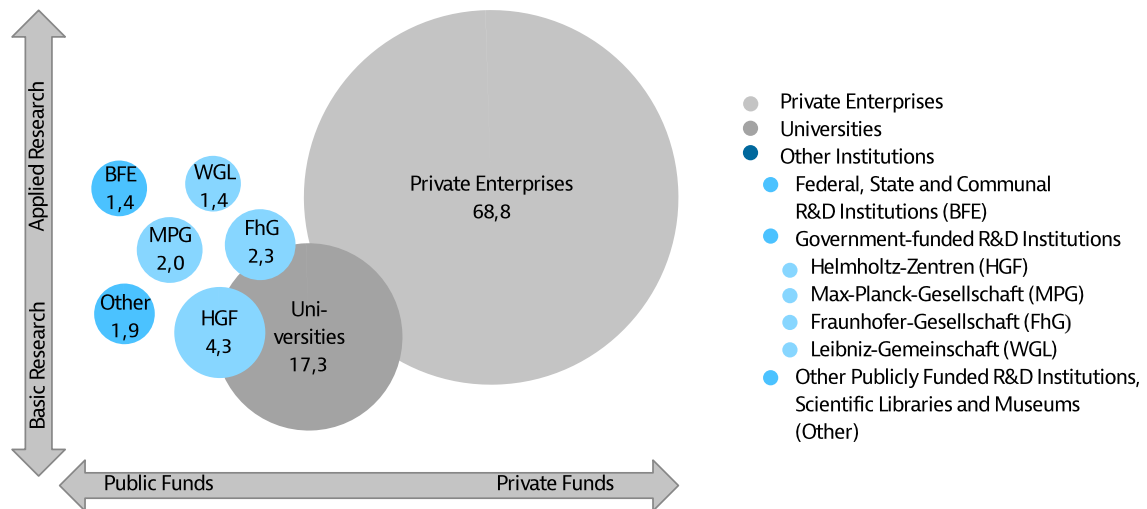 Applied Research
Basic Research
BFE
1,4
WGL
1,4
MPG
2,0
FhG
2,3
Other
1,9
HGF
4,3
Uni-
versities
17,3
Private Enterprises
68,8
Public Funds
Private Funds
Private Enterprises
Universities
Other Institutions
Federal, State and Communal
R&D Institutions (BFE)
Government-funded R&D Institutions
Helmholtz-Zentren (HGF)
Max-Planck-Gesellschaft (MPG)
Fraunhofer-Gesellschaft (FhG)
Leibniz-Gemeinschaft (WGL)
Other Publicly Funded R&D Institutions,
Scientific Libraries and Museums
(Other)